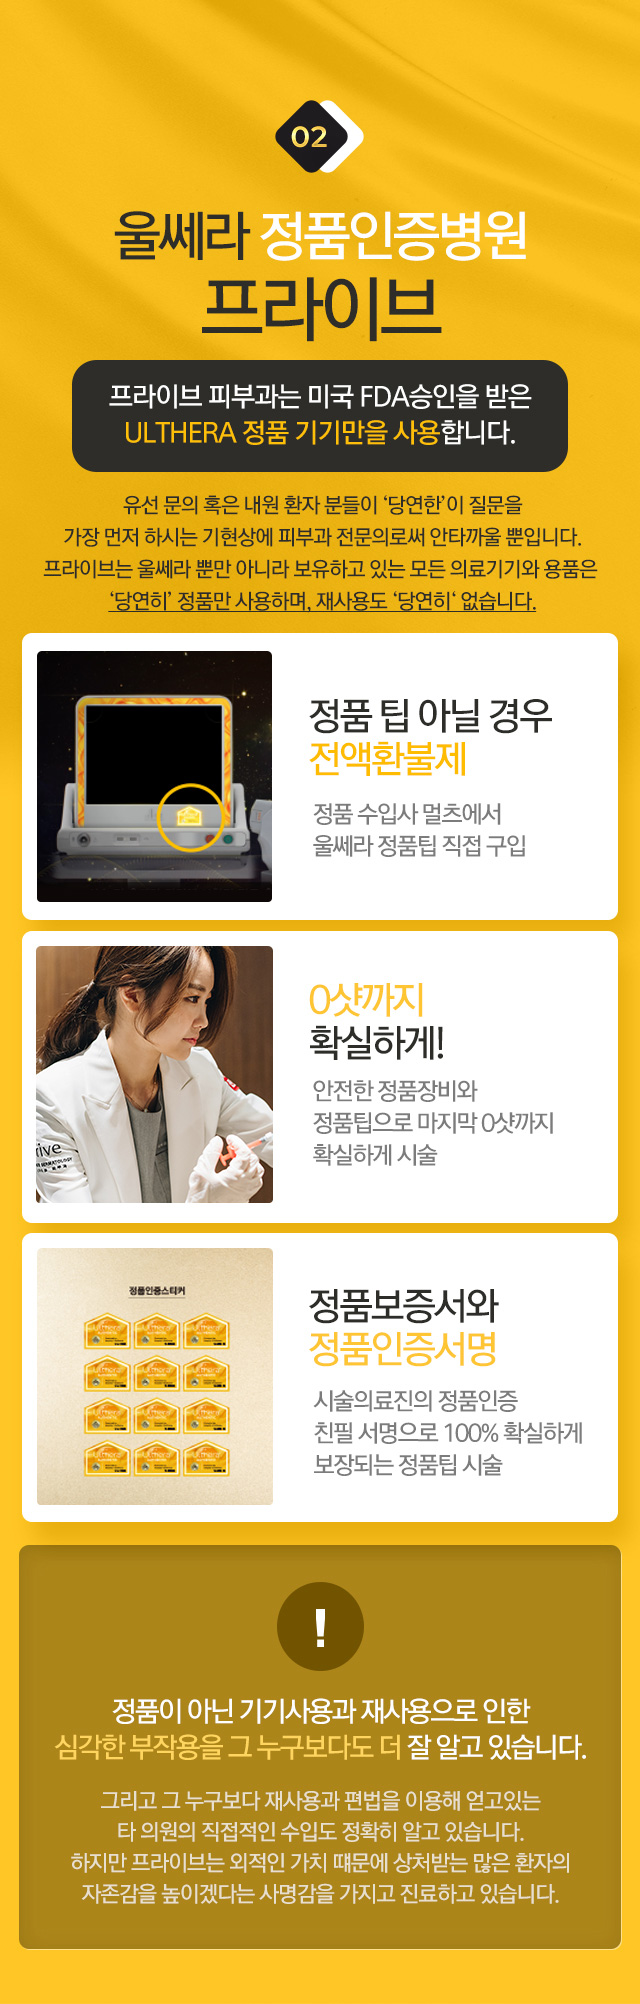 02
울쎄라 정품인증병원
프라이브
프라이브 피부과는 미국 FDA승인을 받은
ULTHERA 정품 기기만을 사용합니다.
유선 문의 혹은 내원 환자 분들이 ‘당연한’이 질문을
가장 먼저 하시는 기현상에 피부과 전문의로써 안타까울 뿐입니다.
프라이브는 울쎄라 뿐만 아니라 보유하고 있는 모든 의료기기와 용품은
‘당연히’ 정품만 사용하며, 재사용도 ‘당연히‘ 없습니다.
정품 팁 아닐 경우
전액환불제
정품 수입사 멀츠에서
울쎄라 정품팁 직접 구입
0샷까지
확실하게!
안전한 정품장비와
정품팁으로 마지막 0샷까지
확실하게 시술
rive
정품인증스티커
정품보증서와
정품인증서명
시술의료진의 정품인증
친필 서명으로 100% 확실하게
보장되는 정품팁 시술
!
정품이 아닌 기기사용과 재사용으로 인한
심각한 부작용을 그 누구보다도 더 잘 알고 있습니다.
그리고 그 누구보다 재사용과 편법을 이용해 얻고있는
타 의원의 직접적인 수입도 정확히 알고 있습니다.
하지만 프라이브는 외적인 가치 떄문에 상처받는 많은 환자의
자존감을 높이겠다는 사명감을 가지고 진료하고 있습니다.